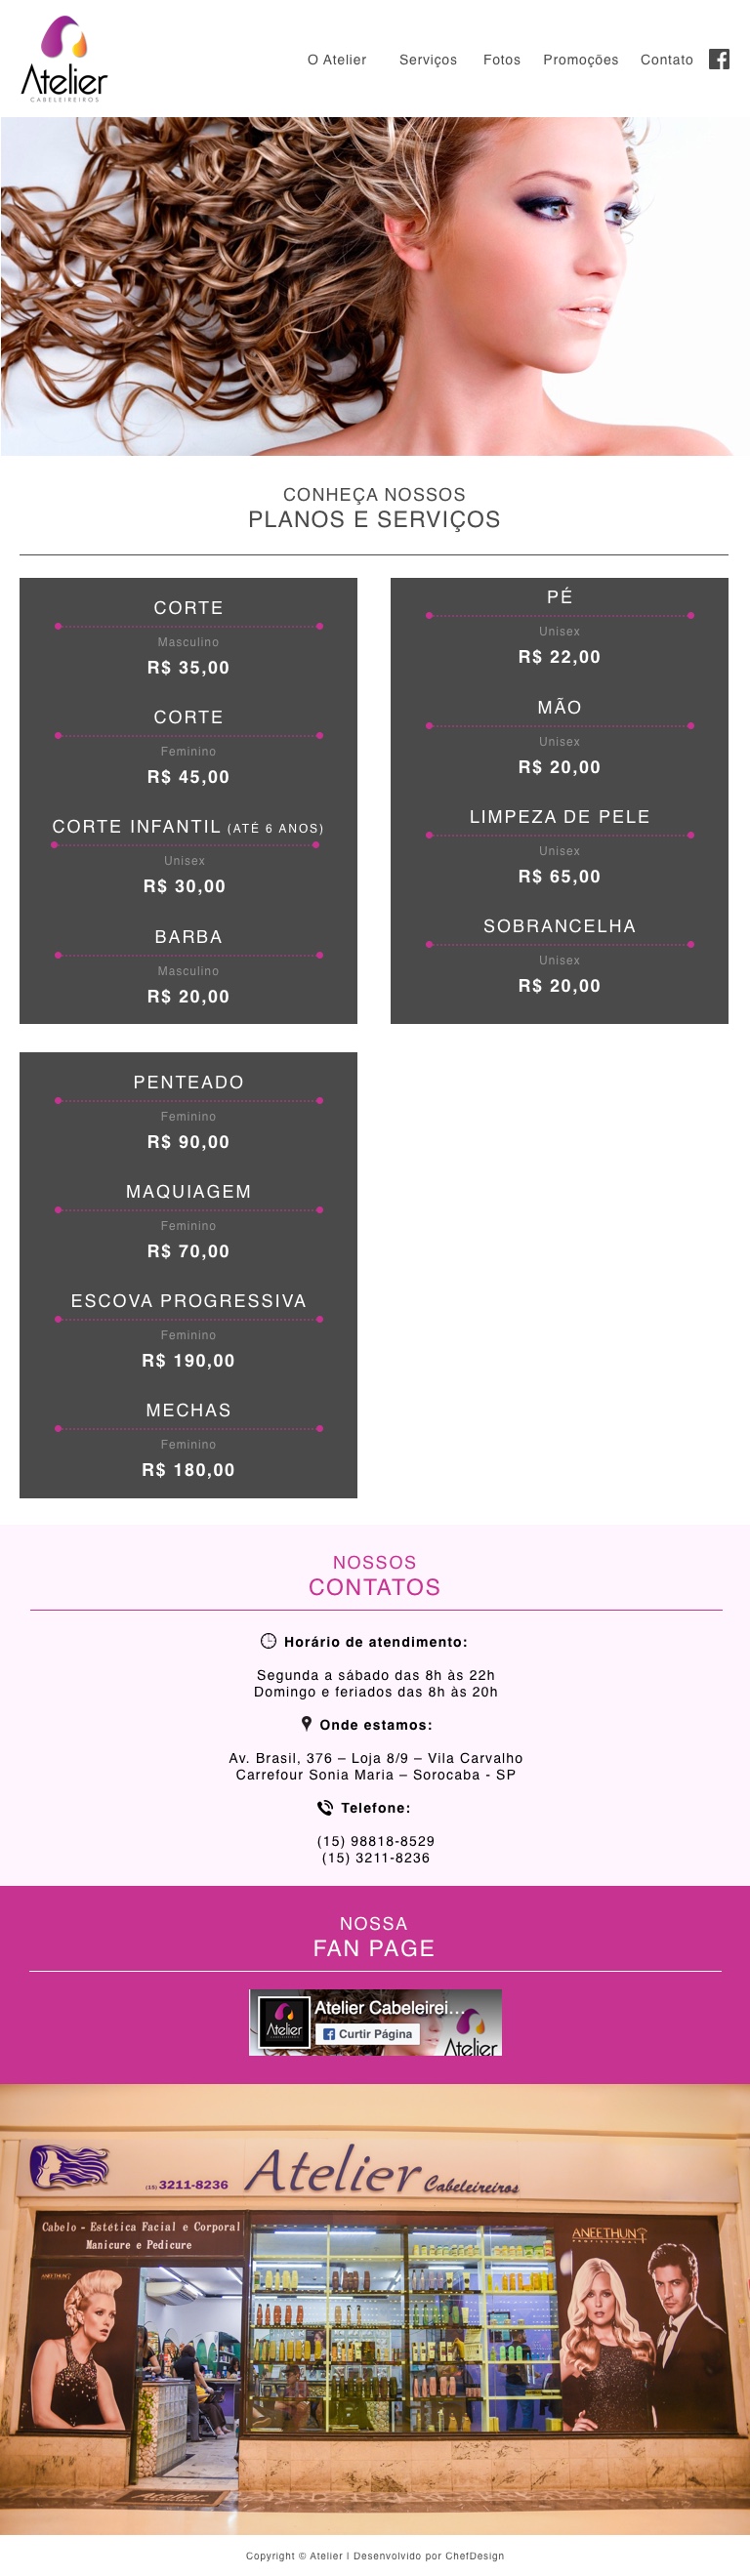 Atelier
CABELEIREIROS
O Atelier
Serviços
Fotos
Promoções
Contato
CONHEÇA NOSSOS
PLANOS E SERVIÇOS
CORTE
Masculino
R$ 35,00
CORTE
Feminino
R$ 45,00
CORTE INFANTIL (ATÉ 6 ANOS)
Unisex
R$ 30,00
BARBA
Masculino
R$ 20,00
PÉ
Unisex
R$ 22,00
MÃO
Unisex
R$ 20,00
LIMPEZA DE PELE
Unisex
R$ 65,00
SOBRANCELHA
Unisex
R$ 20,00
PENTEADO
Feminino
R$ 90,00
MAQUIAGEM
Feminino
R$ 70,00
ESCOVA PROGRESSIVA
Feminino
R$ 190,00
MECHAS
Feminino
R$ 180,00
NOSSOS
CONTATOS
Horário de atendimento:
Segunda a sábado das 8h às 22h
Domingo e feriados das 8h às 20h
Onde estamos:
Av. Brasil, 376 – Loja 8/9 – Vila Carvalho
Carrefour Sonia Maria – Sorocaba - SP
Telefone:
(15) 98818-8529
(15) 3211-8236
NOSSA
FAN PAGE
Atelier Cabeleirei...
Atelier
Curtir Página
Atelier
(15) 3211-8236
Atelier Cabeleireiros
Cabelo - Estética Facial e Corporal
Manicure e Pedicure
ANEETHUN
ANEETHUN
PROFISSIONAL
Atelier
Copyright © Atelier | Desenvolvido por ChefDesign